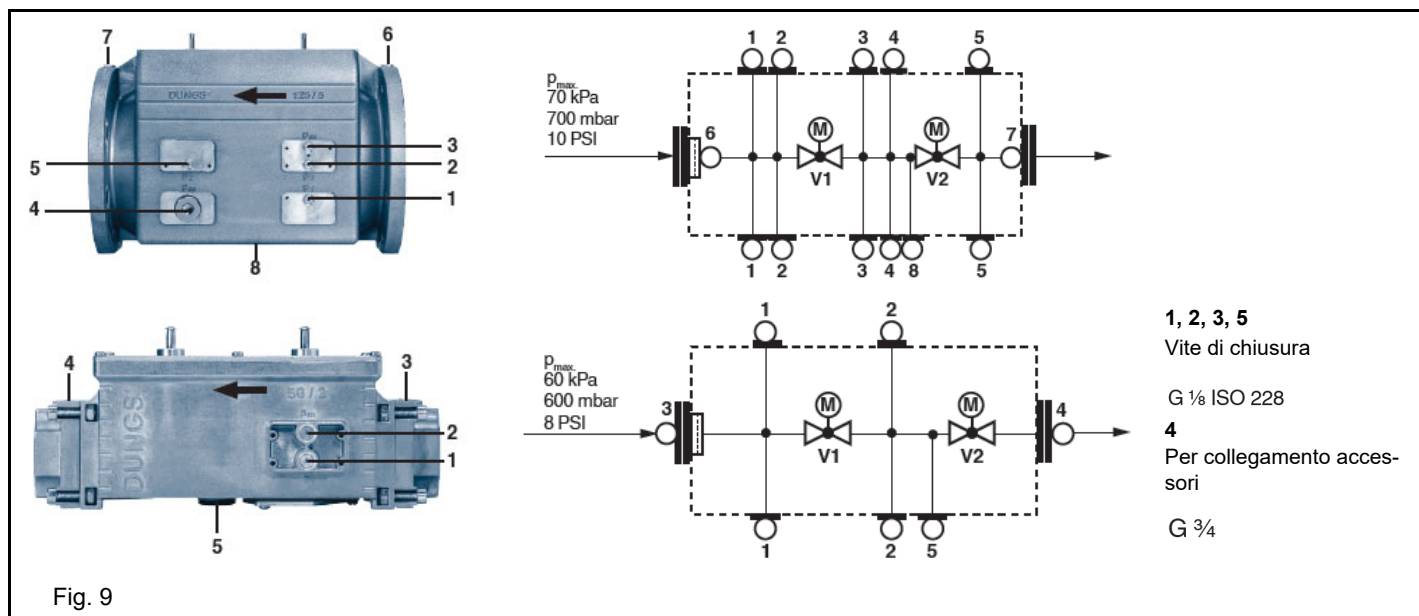 7
6
DUNGS
125 / 5
3
5
2
4
1
8
1 2 3 4 5
pmax.
70 kPa
700 mbar
10 PSI
6
M
M
7
V1
V2
1 2 3 4 8 5
4
3
DUNGS
50 / 2
2
1
5
1 2
pmax.
60 kPa
600 mbar
8 PSI
3
M
M
4
V1
V2
1 2 5
1, 2, 3, 5
Vite di chiusura
G ⅛ ISO 228
4
Per collegamento acces-
sori
G ¾
Fig. 9